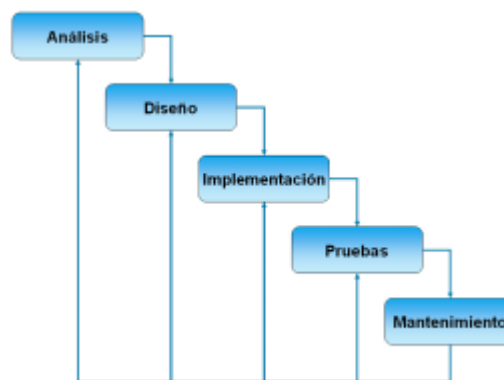 Análisis
Diseño
Implementación
Pruebas
Mantenimiento